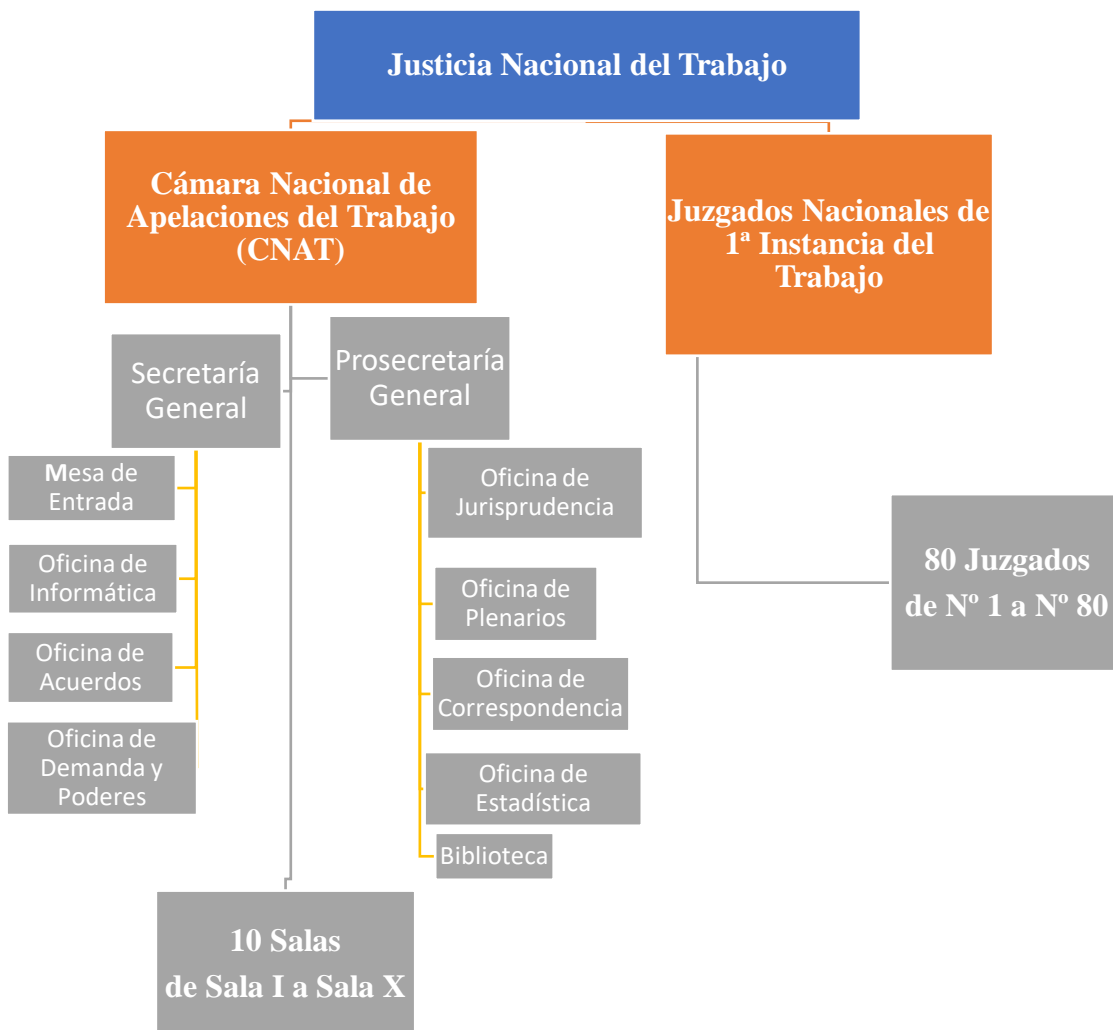 Justicia Nacional del Trabajo
Cámara Nacional de
Apelaciones del Trabajo
(CNAT)
Juzgados Nacionales de
1ª Instancia del
Trabajo
Secretaría
General
Prosecretaría
General
Mesa de
Entrada
Oficina de
Informática
Oficina de
Acuerdos
Oficina de
Demanda y
Poderes
Oficina de
Jurisprudencia
Oficina de
Plenarios
Oficina de
Correspondencia
Oficina de
Estadística
Biblioteca
80 Juzgados
de Nº 1 a Nº 80
10 Salas
de Sala I a Sala X